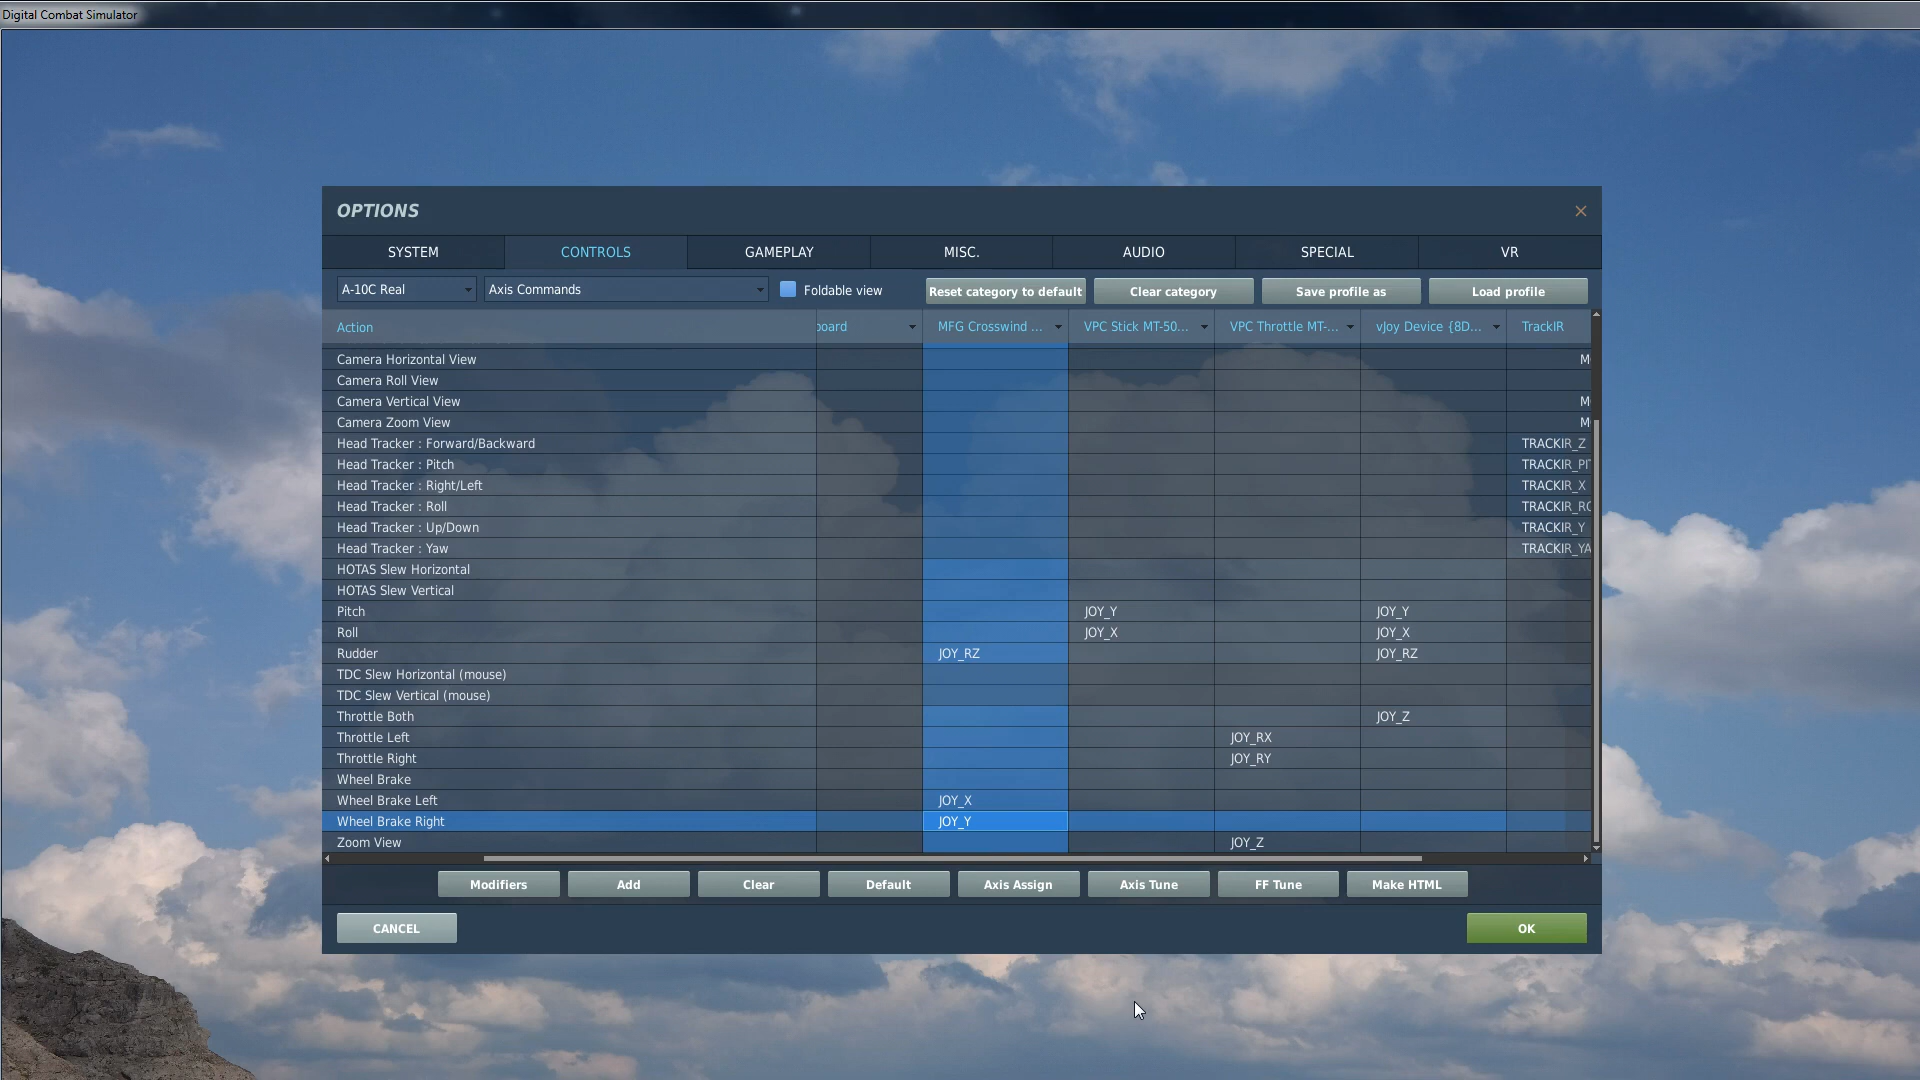 Digital Combat Simulator
OPTIONS
SYSTEM CONTROLS GAMEPLAY MISC. AUDIO SPECIAL VR
A-10C Real Axis Commands Foldable view Reset category to default Clear category Save profile as Load profile
Action board MFG Crosswind ... VPC Stick MT-50... VPC Throttle MT-... vJoy Device {8D... TrackIR
Camera Horizontal View M
Camera Roll View
Camera Vertical View M
Camera Zoom View M
Head Tracker : Forward/Backward TRACKIR_Z
Head Tracker : Pitch TRACKIR_PI
Head Tracker : Right/Left TRACKIR_X
Head Tracker : Roll TRACKIR_RO
Head Tracker : Up/Down TRACKIR_Y
Head Tracker : Yaw TRACKIR_YA
HOTAS Slew Horizontal
HOTAS Slew Vertical
Pitch JOY_Y JOY_Y
Roll JOY_X JOY_X
Rudder JOY_RZ JOY_RZ
TDC Slew Horizontal (mouse)
TDC Slew Vertical (mouse)
Throttle Both JOY_Z
Throttle Left JOY_RX
Throttle Right JOY_RY
Wheel Brake
Wheel Brake Left JOY_X
Wheel Brake Right JOY_Y
Zoom View JOY_Z
Modifiers Add Clear Default Axis Assign Axis Tune FF Tune Make HTML
CANCEL OK